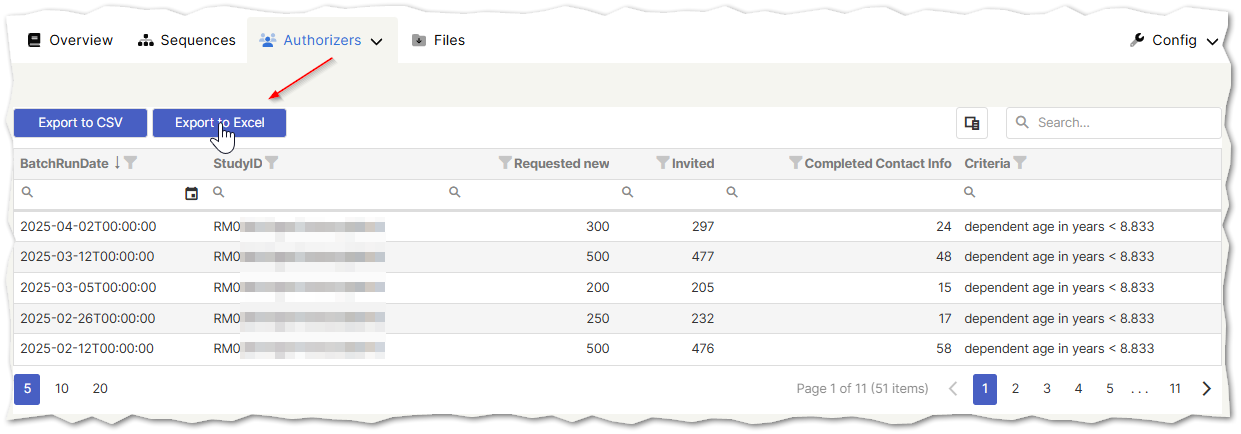 Overview Sequences Authorizers Files Config
Export to CSV Export to Excel Search...
BatchRunDate StudyID Requested new Invited Completed Contact Info Criteria
2025-04-02T00:00:00 RM0 300 297 24 dependent age in years < 8.833
2025-03-12T00:00:00 RM0 500 477 48 dependent age in years < 8.833
2025-03-05T00:00:00 RM0 200 205 15 dependent age in years < 8.833
2025-02-26T00:00:00 RM0 250 232 17 dependent age in years < 8.833
2025-02-12T00:00:00 RM0 500 476 58 dependent age in years < 8.833
5 10 20 Page 1 of 11 (51 items) 1 2 3 4 5 ... 11